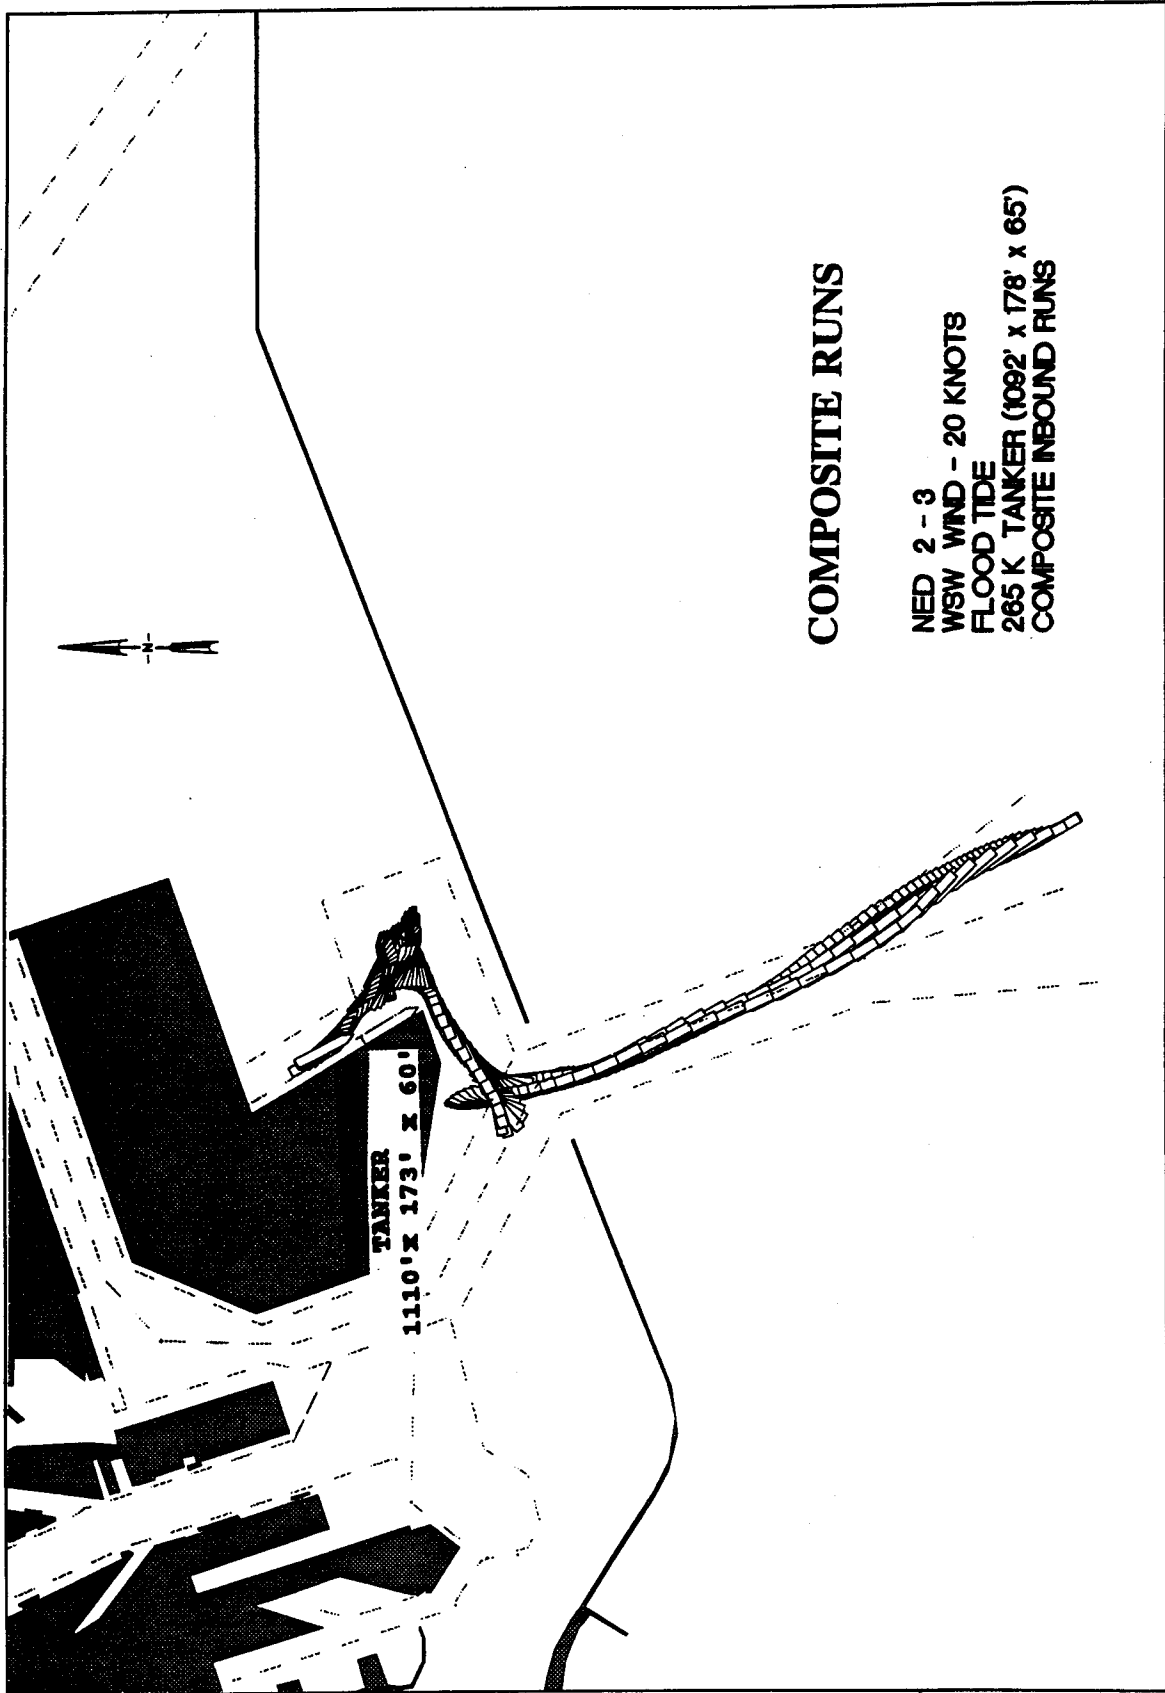 -N-
TANKER
1110'X 173' X 60'
COMPOSITE RUNS
NED 2 - 3
WSW WIND - 20 KNOTS
FLOOD TIDE
265 K TANKER (1092' x 178' x 65')
COMPOSITE INBOUND RUNS